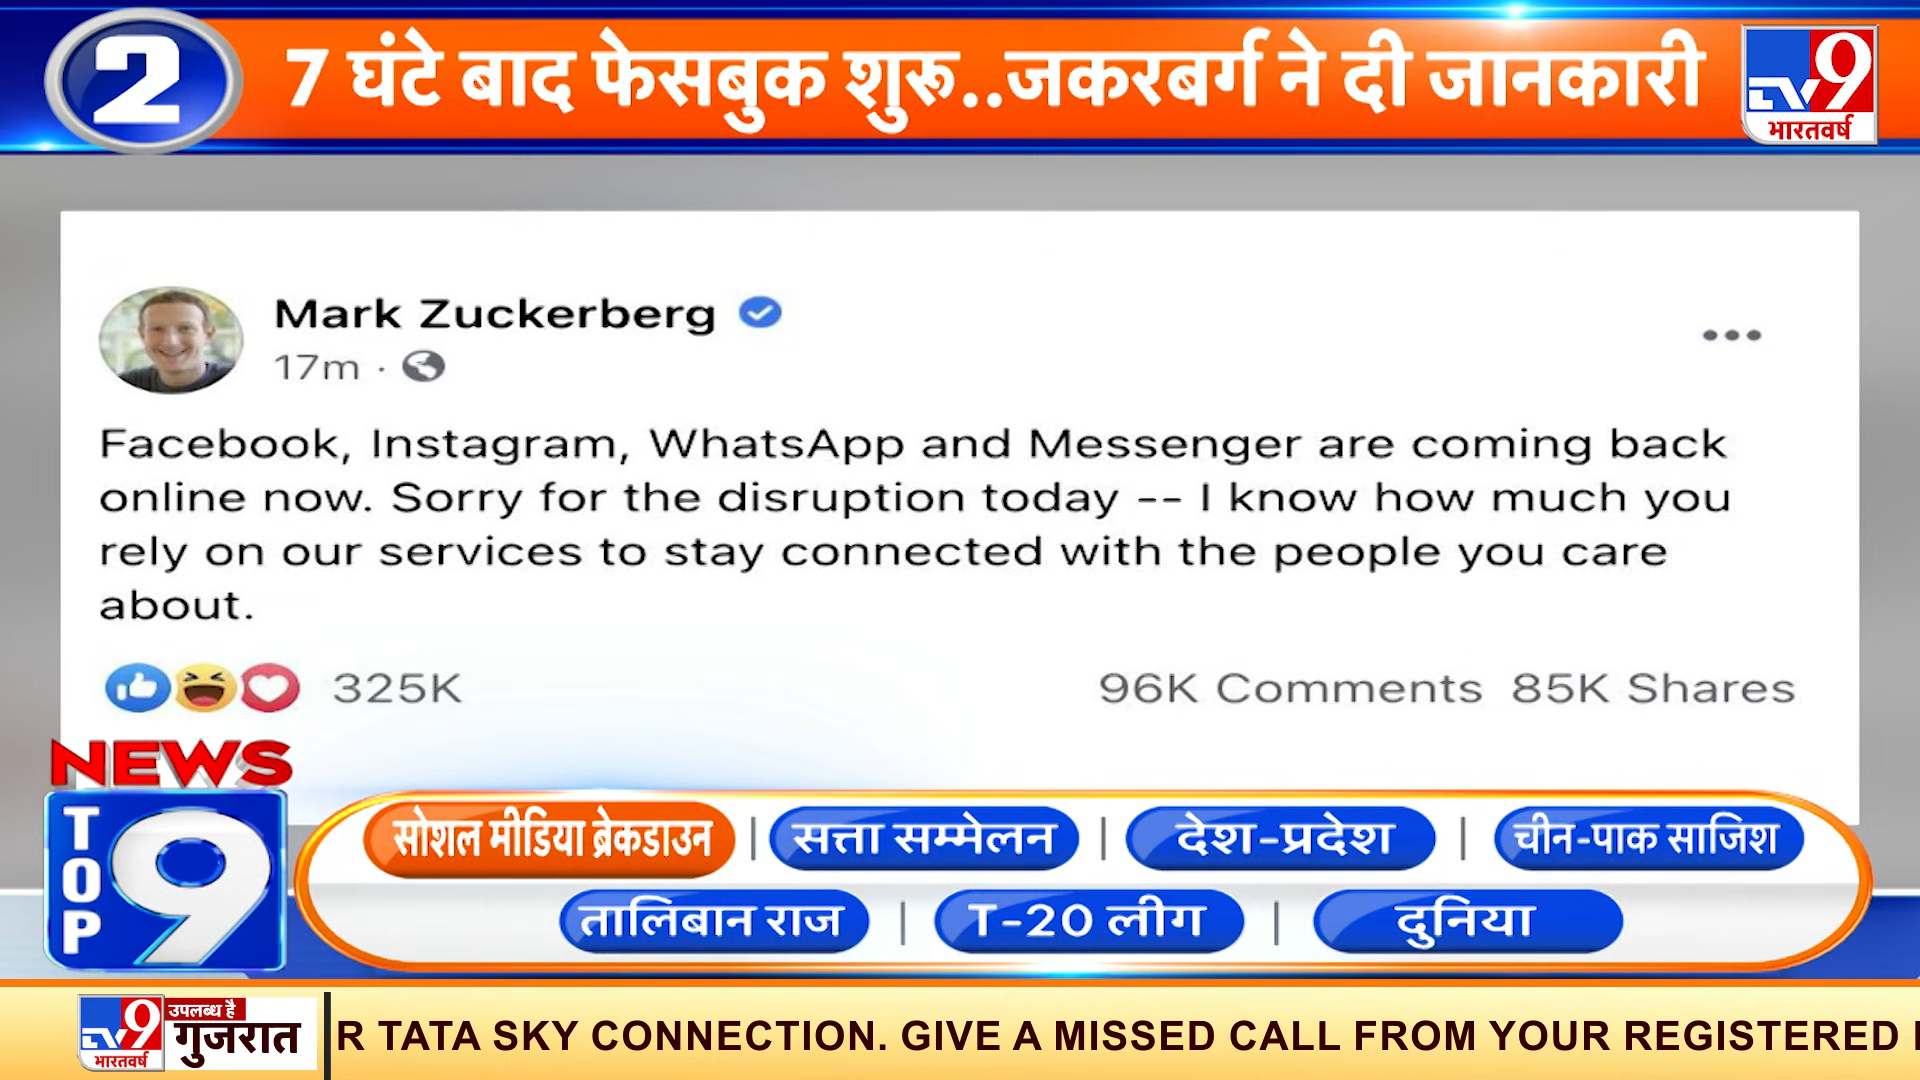 2
7 घंटे बाद फेसबुक शुरू..जकरबर्ग ने दी जानकारी
TV9
भारतवर्ष
Mark Zuckerberg
17m ·
Facebook, Instagram, WhatsApp and Messenger are coming back
online now. Sorry for the disruption today -- I know how much you
rely on our services to stay connected with the people you care
about.
325K
96K Comments 85K Shares
NEWS
TOP
9
सोशल मीडिया ब्रेकडाउन | सत्ता सम्मेलन | देश-प्रदेश | चीन-पाक साजिश
तालिबान राज | T-20 लीग | दुनिया
TV9
भारतवर्ष
उपलब्ध है
गुजरात
R TATA SKY CONNECTION. GIVE A MISSED CALL FROM YOUR REGISTERED